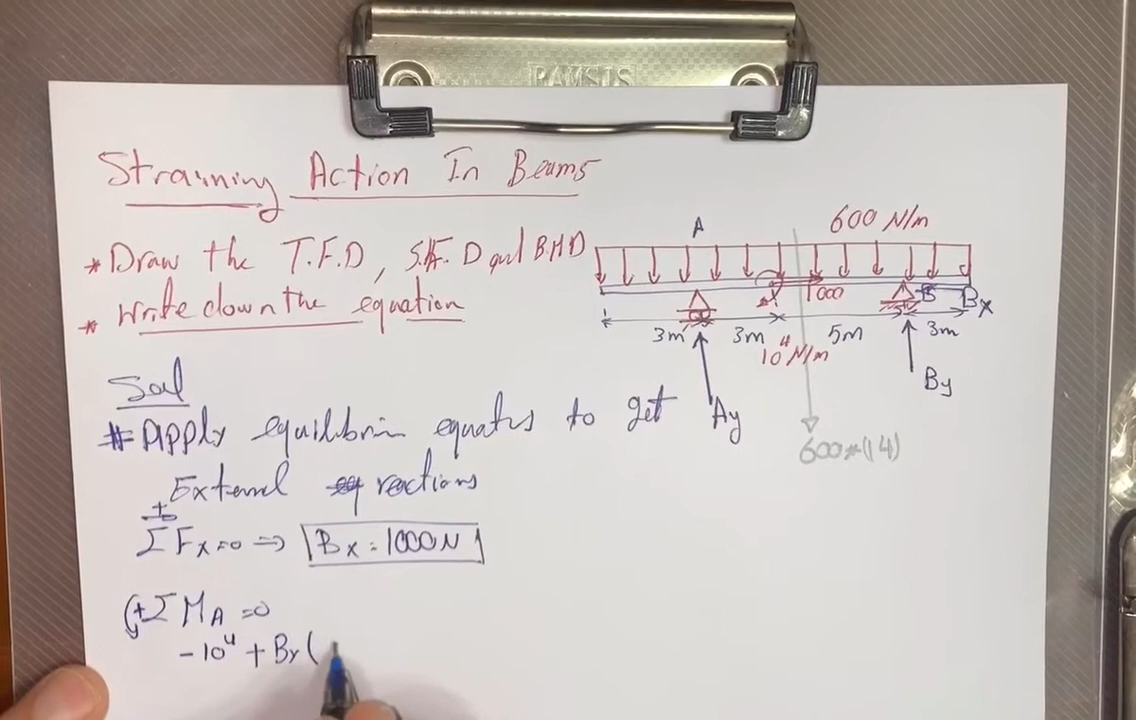 RAMSIS
Straining Action In Beams
* Draw the T.F.D, S.F.D and BMD
* Write down the equation
A
600 N/m
1000
B
Bx
3m
3m
5m
3m
10⁴ N/m
Ay
By
600*(14)
Sol
# Apply equilibrim equatns to get
External reactions
+
ΣFx=0 => Bx = 1000N
(+ΣMA=0
-10⁴ + By (